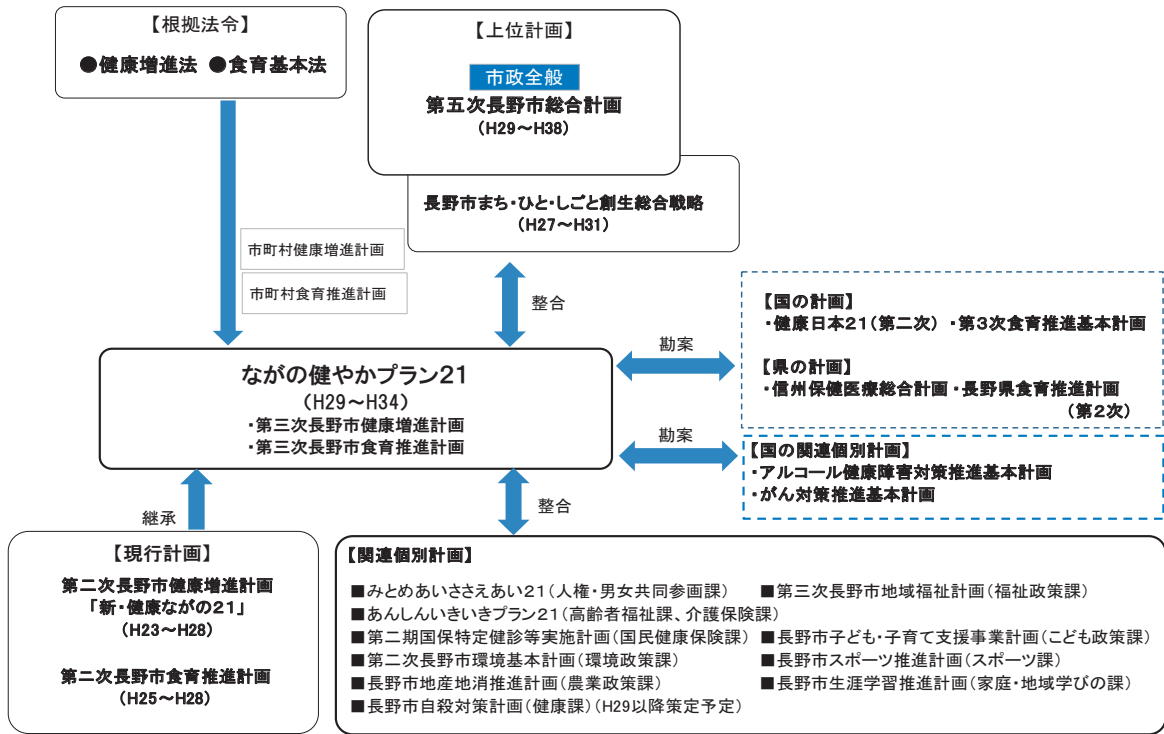 【根拠法令】
●健康増進法 ●食育基本法
【上位計画】
市政全般
第五次長野市総合計画
(H29～H38)
長野市まち・ひと・しごと創生総合戦略
(H27～H31)
市町村健康増進計画
市町村食育推進計画
整合
【国の計画】
・健康日本21(第二次) ・第3次食育推進基本計画
【県の計画】
・信州保健医療総合計画・長野県食育推進計画
(第2次)
勘案
ながの健やかプラン21
(H29～H34)
・第三次長野市健康増進計画
・第三次長野市食育推進計画
勘案
【国の関連個別計画】
・アルコール健康障害対策推進基本計画
・がん対策推進基本計画
継承
整合
【現行計画】
第二次長野市健康増進計画
「新・健康ながの21」
(H23～H28)
第二次長野市食育推進計画
(H25～H28)
【関連個別計画】
■みとめあいささえあい21(人権・男女共同参画課) ■第三次長野市地域福祉計画(福祉政策課)
■あんしんいきいきプラン21(高齢者福祉課、介護保険課)
■第二期国保特定健診等実施計画(国民健康保険課) ■長野市子ども・子育て支援事業計画(こども政策課)
■第二次長野市環境基本計画(環境政策課) ■長野市スポーツ推進計画(スポーツ課)
■長野市地産地消推進計画(農業政策課) ■長野市生涯学習推進計画(家庭・地域学びの課)
■長野市自殺対策計画(健康課)(H29以降策定予定)